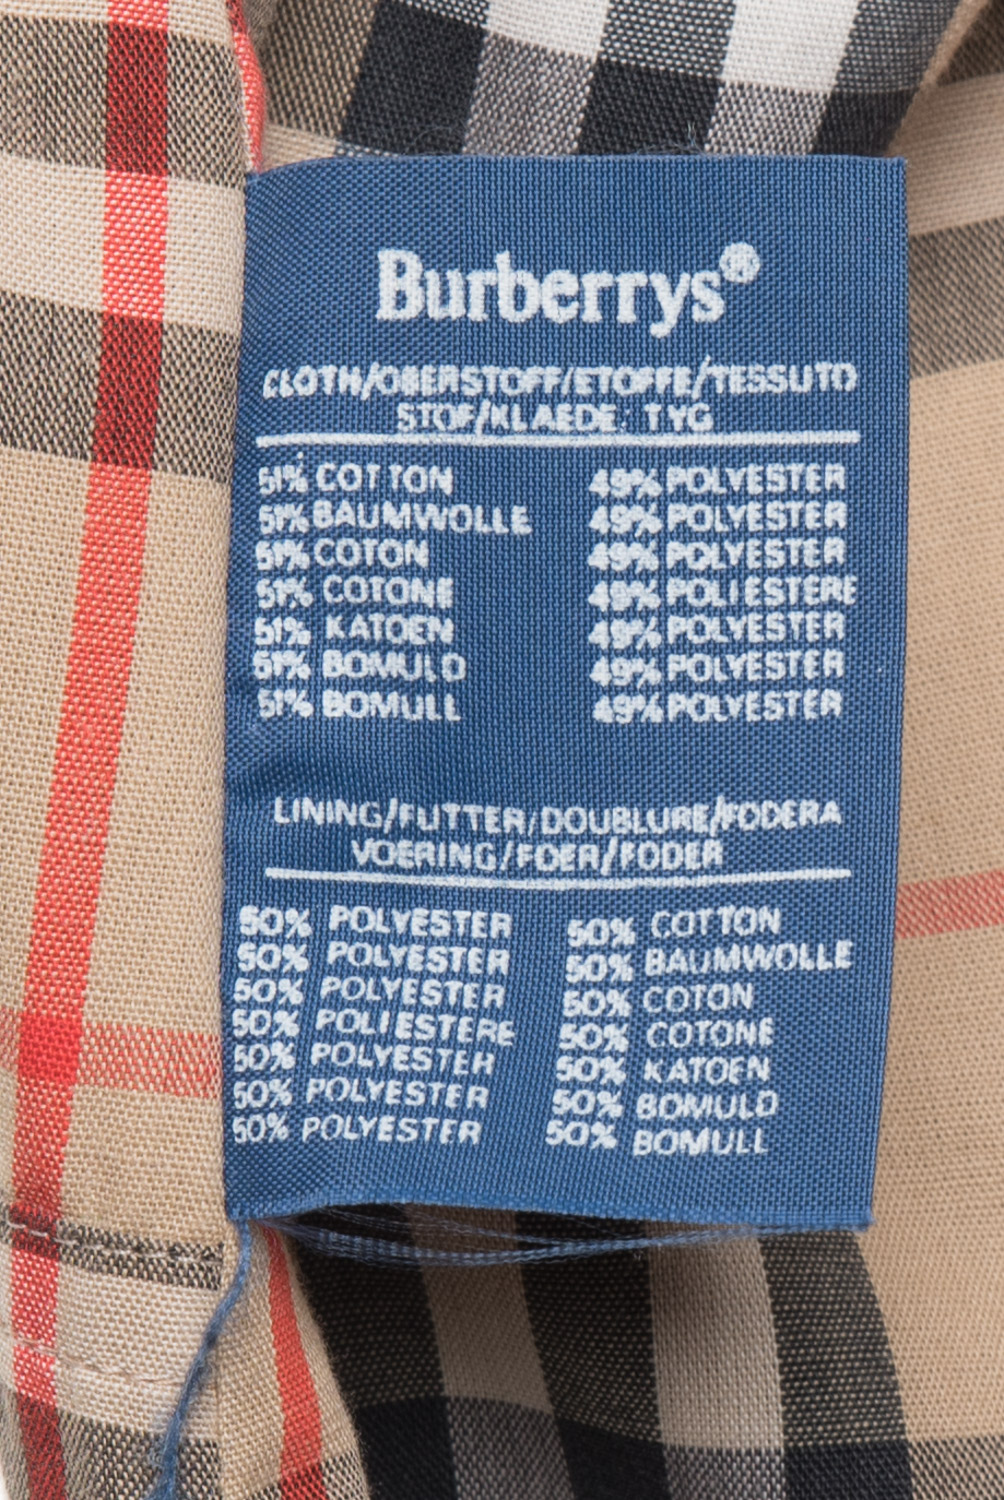 Burberrys®
CLOTH/OBERSTOFF/ETOFFE/TESSUTO
STOF/KLAEDE: TYG
51% COTTON 49% POLYESTER
51% BAUMWOLLE 49% POLYESTER
51% COTON 49% POLYESTER
51% COTONE 49% POLIESTERE
51% KATOEN 49% POLYESTER
51% BOMULD 49% POLYESTER
51% BOMULL 49% POLYESTER
LINING/FUTTER/DOUBLURE/FODERA
VOERING/FOER/FODER
50% POLYESTER 50% COTTON
50% POLYESTER 50% BAUMWOLLE
50% POLYESTER 50% COTON
50% POLIESTERE 50% COTONE
50% POLYESTER 50% KATOEN
50% POLYESTER 50% BOMULD
50% POLYESTER 50% BOMULL